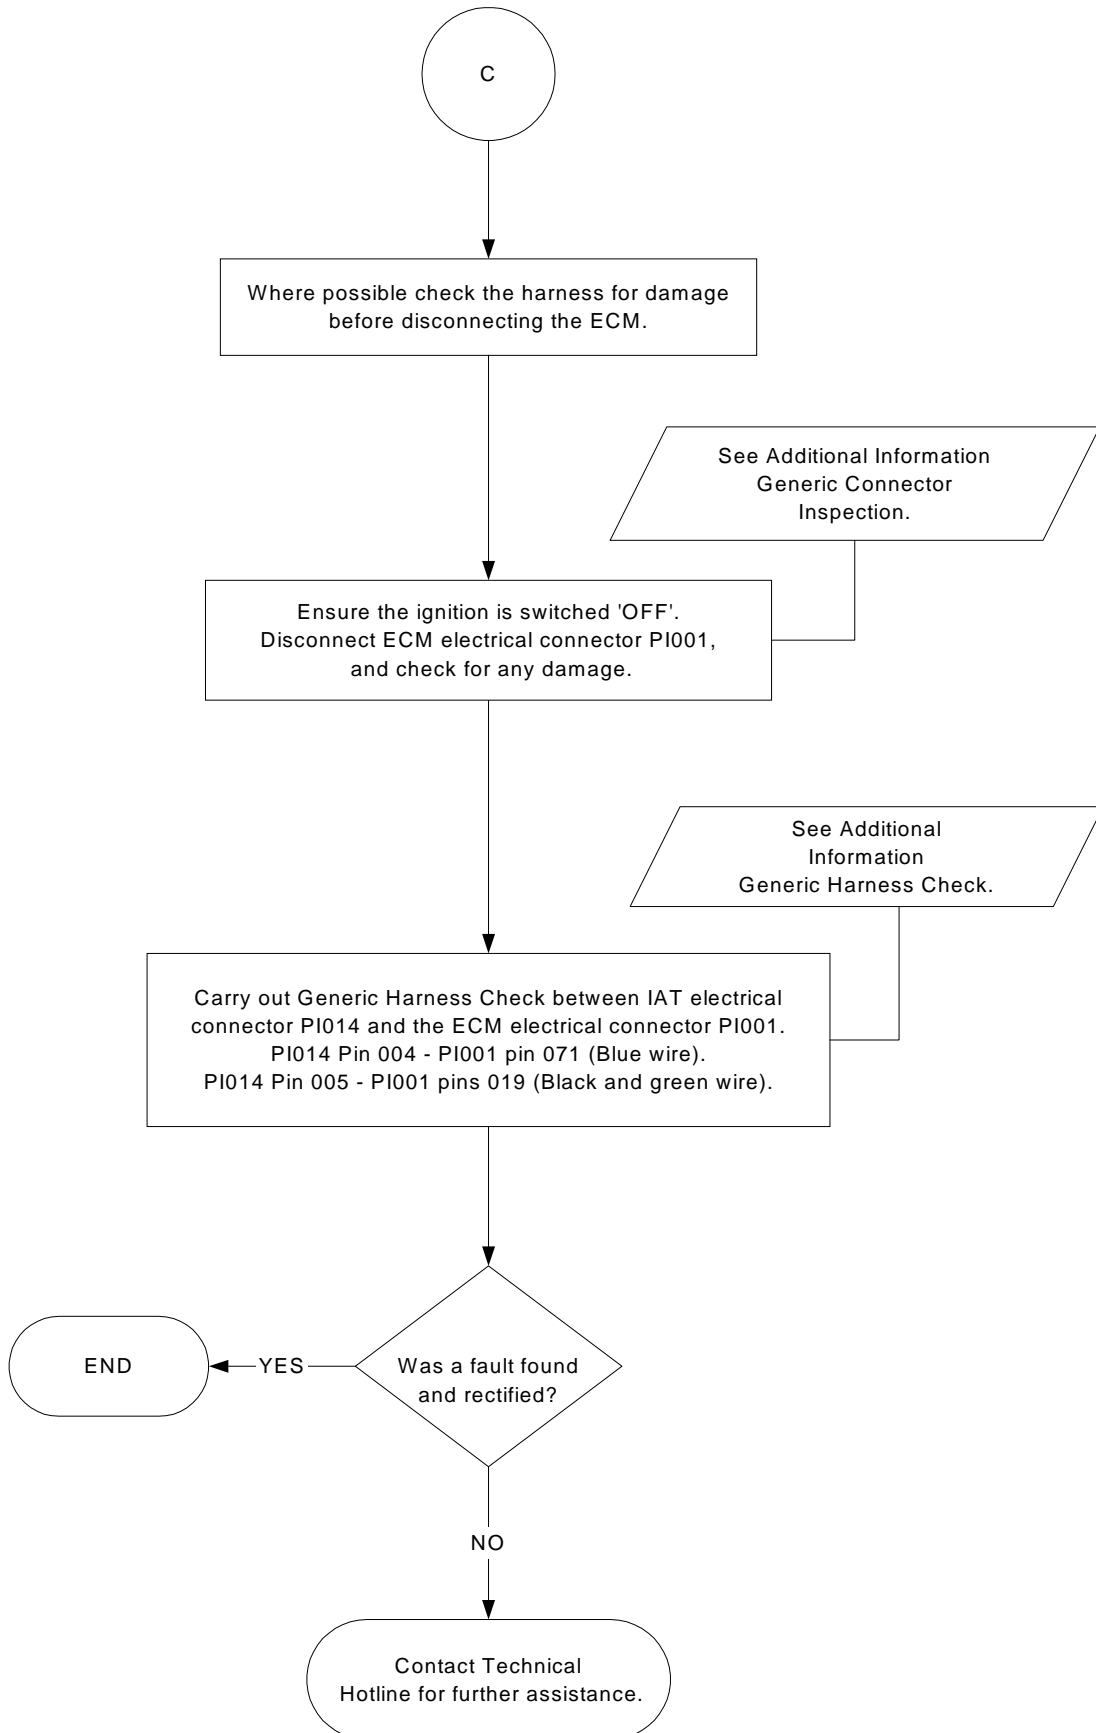 C
Where possible check the harness for damage
before disconnecting the ECM.
See Additional Information
Generic Connector
Inspection.
Ensure the ignition is switched 'OFF'.
Disconnect ECM electrical connector PI001,
and check for any damage.
See Additional
Information
Generic Harness Check.
Carry out Generic Harness Check between IAT electrical
connector PI014 and the ECM electrical connector PI001.
PI014 Pin 004 - PI001 pin 071 (Blue wire).
PI014 Pin 005 - PI001 pins 019 (Black and green wire).
Was a fault found
and rectified?
YES
END
NO
Contact Technical
Hotline for further assistance.